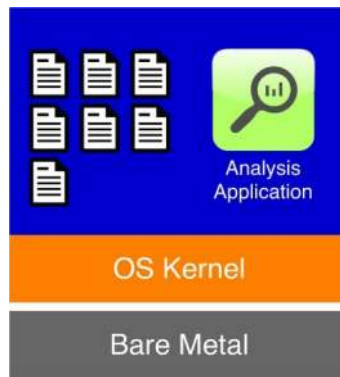 Analysis
Application
OS Kernel
Bare Metal